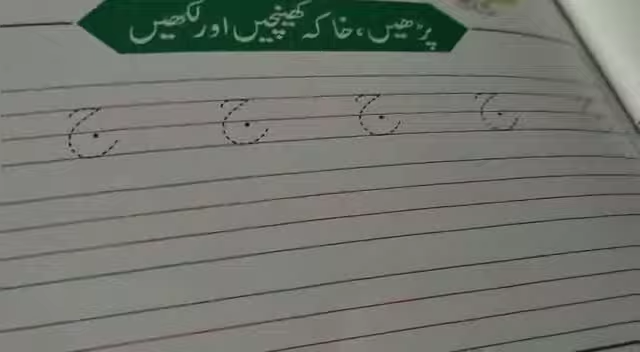 پڑھیں، خاکہ کھینچیں اور لکھیں
ج ج ج ج